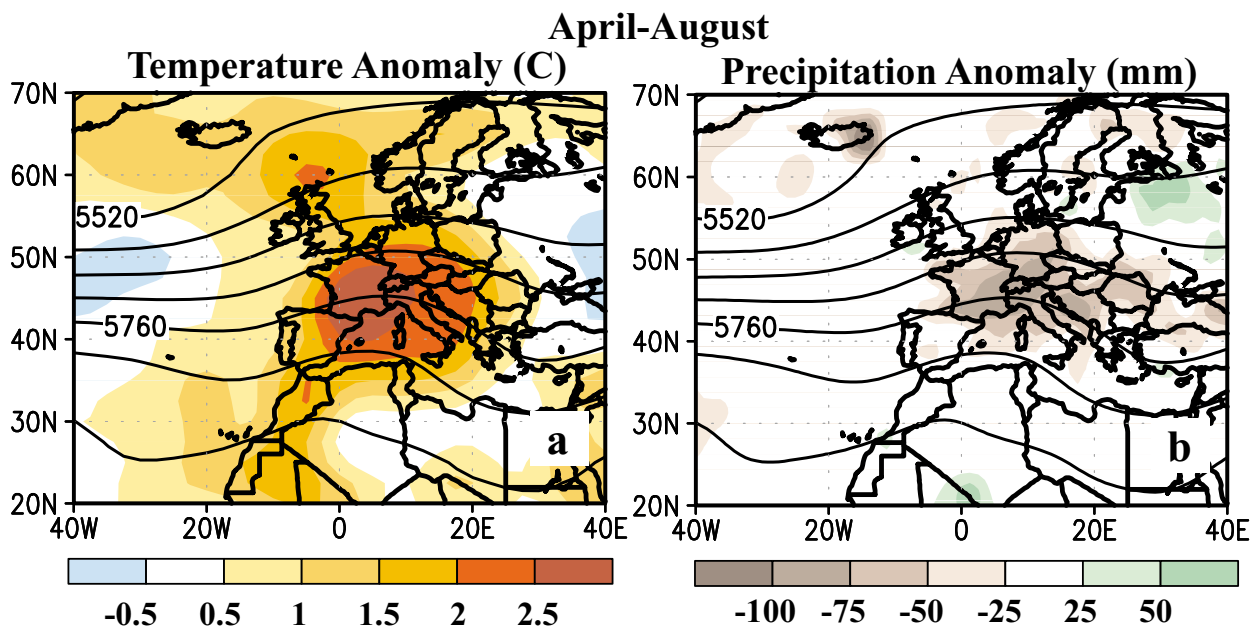 April-August
Temperature Anomaly (C)
Precipitation Anomaly (mm)
70N
60N
50N
40N
30N
20N
5520
5760
a
40W 20W 0 20E 40E
-0.5 0.5 1 1.5 2 2.5
70N
60N
50N
40N
30N
20N
5520
5760
b
40W 20W 0 20E 40E
-100 -75 -50 -25 25 50